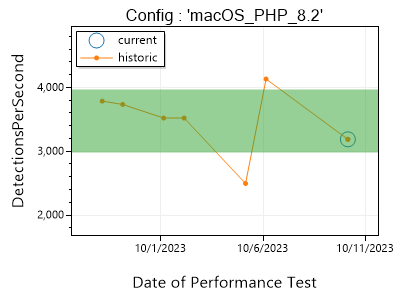 Config : 'macOS_PHP_8.2'
current
historic
DetectionsPerSecond
4,000
3,000
2,000
10/1/2023
10/6/2023
10/11/2023
Date of Performance Test